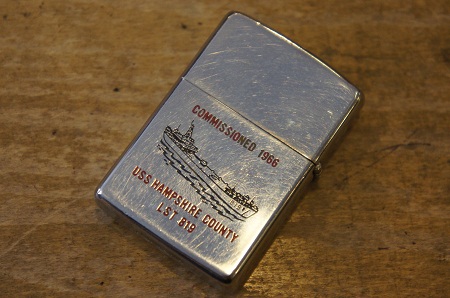 COMMISSIONED 1966
USS HAMPSHIRE COUNTY
LST 819